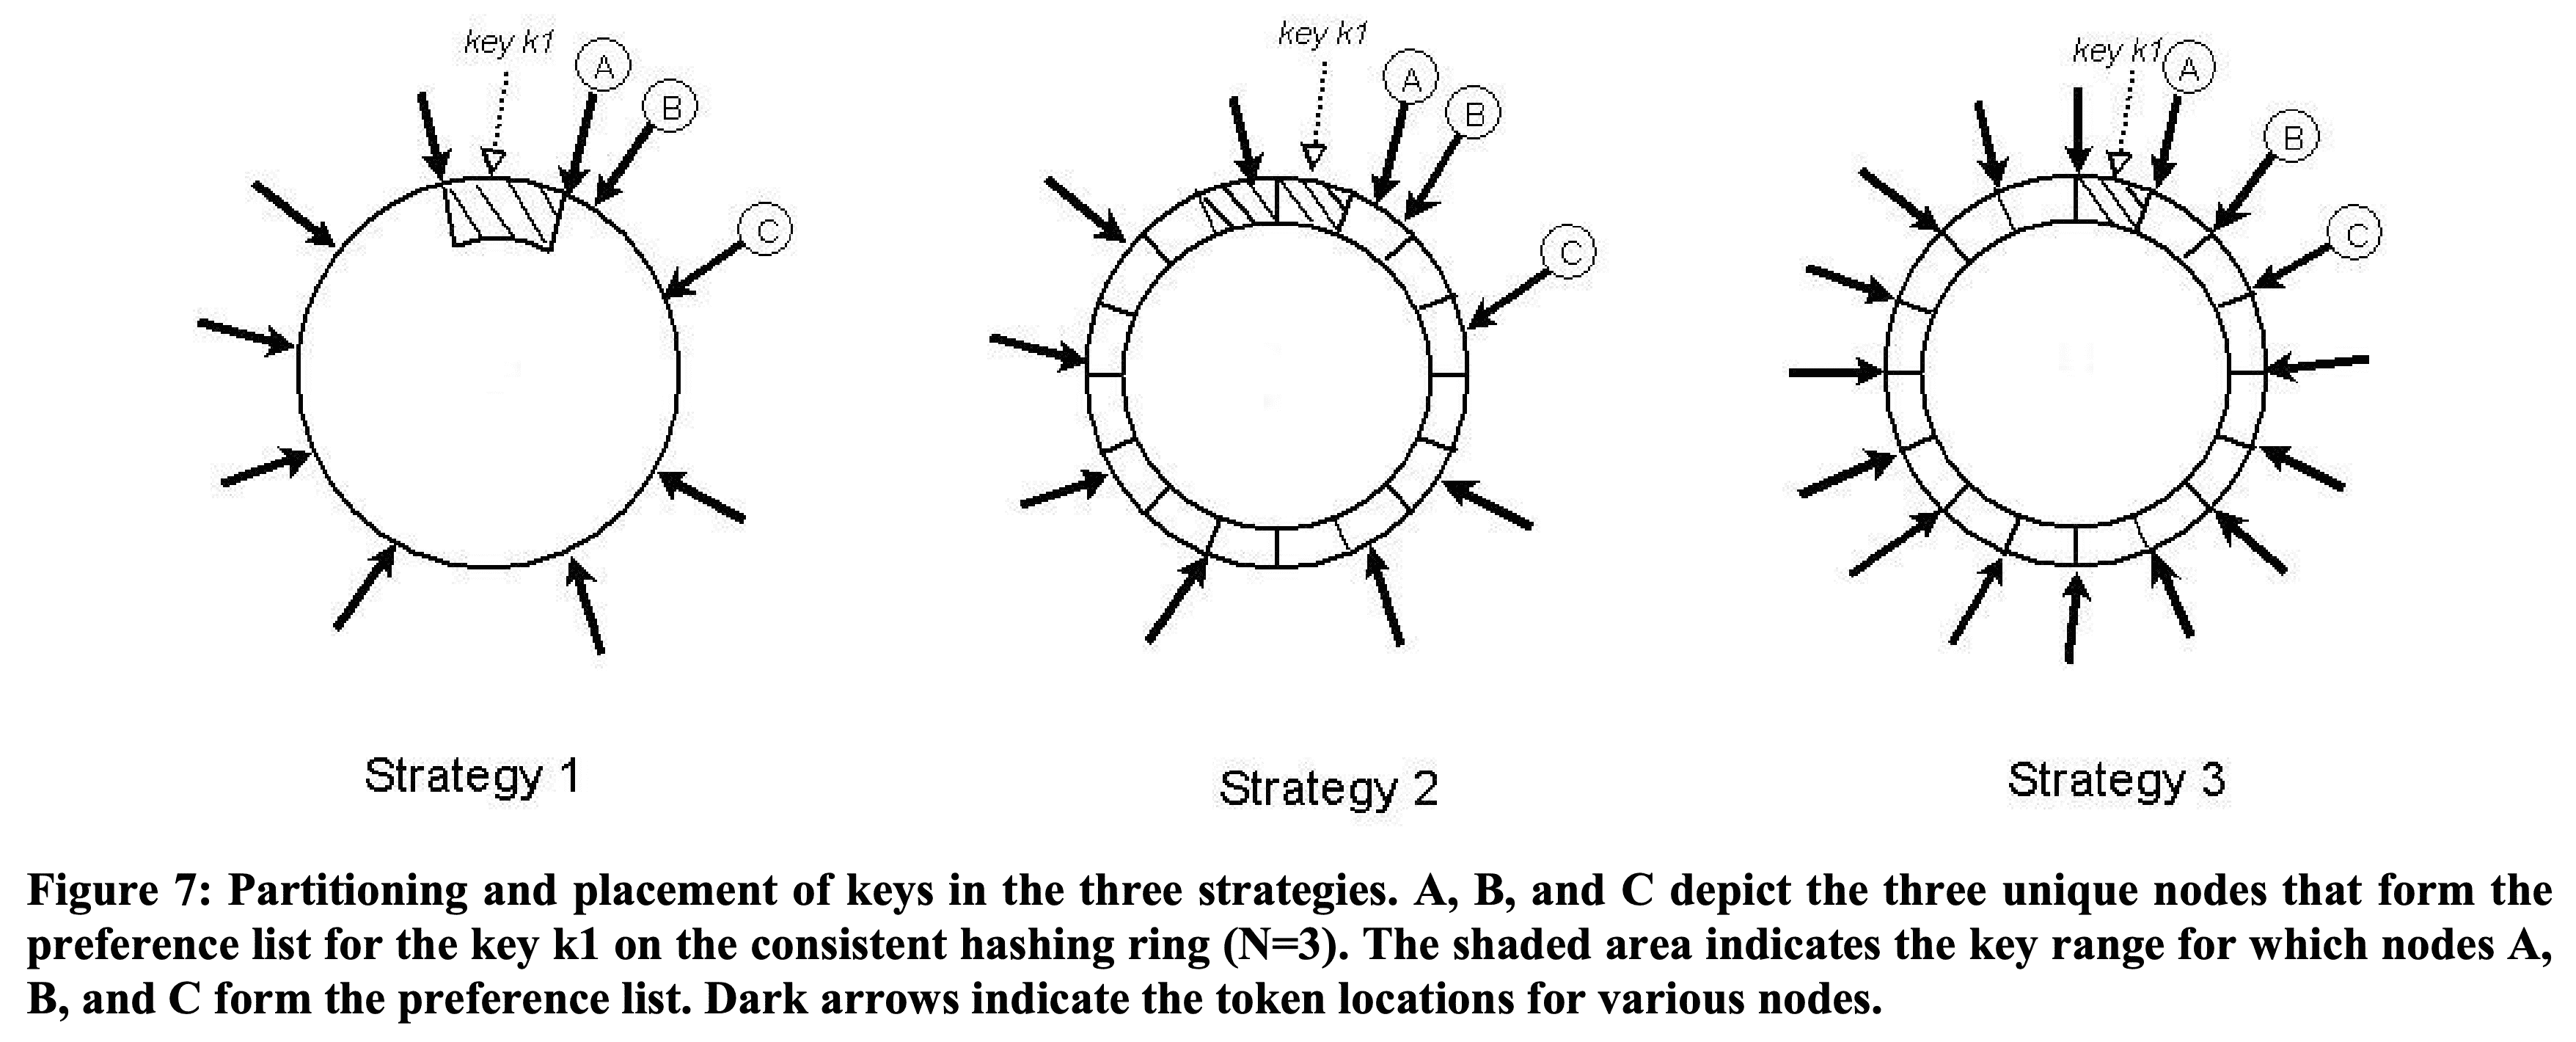 key k1
A
B
C
key k1
A
B
C
key k1
A
B
C
Strategy 1
Strategy 2
Strategy 3
Figure 7: Partitioning and placement of keys in the three strategies. A, B, and C depict the three unique nodes that form the
preference list for the key k1 on the consistent hashing ring (N=3). The shaded area indicates the key range for which nodes A,
B, and C form the preference list. Dark arrows indicate the token locations for various nodes.